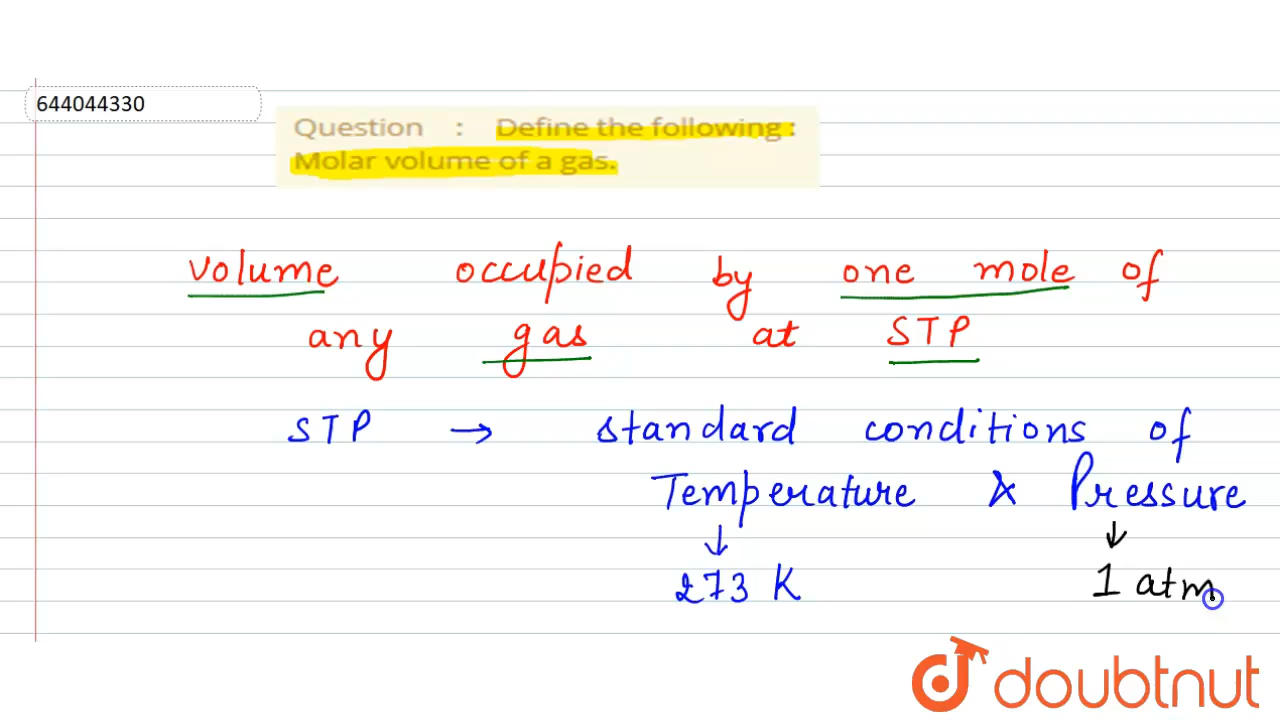 644044330
Question : Define the following :
Molar volume of a gas.
volume occupied by one mole of
any gas at STP
STP → standard conditions of
Temperature & Pressure
↓ ↓
273 K 1 atm
doubtnut